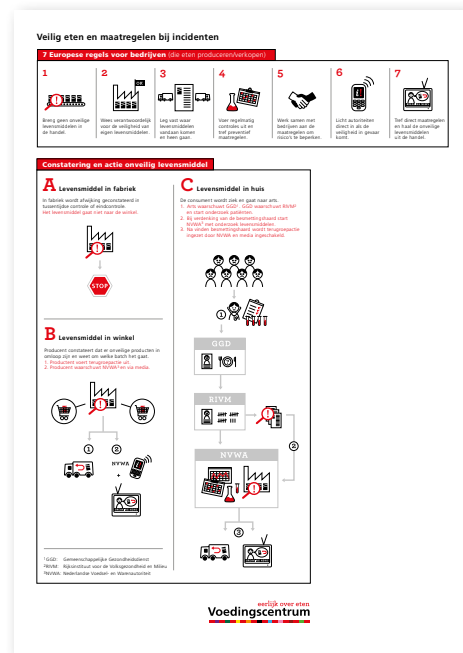 Veilig eten en maatregelen bij incidenten
7 Europese regels voor bedrijven (die eten produceren/verkopen)
1
Breng geen onveilige
levensmiddelen in
de handel.
2
OK
Wees verantwoordelijk
voor de veiligheid van
eigen levensmiddelen.
3
Leg vast waar
levensmiddelen
vandaan komen
en heen gaan.
4
Voer regelmatig
controles uit en
tref preventief
maatregelen.
5
Werk samen met
bedrijven aan de
maatregelen om
risico's te beperken.
6
Licht autoriteiten
direct in als de
veiligheid in gevaar
komt.
7
Tref direct maatregelen
en haal de onveilige
levensmiddelen
uit de handel.
Constatering en actie onveilig levensmiddel
A Levensmiddel in fabriek
In fabriek wordt afwijking geconstateerd in
tussentijdse controle of eindcontrole.
Het levensmiddel gaat niet naar de winkel.
STOP
B Levensmiddel in winkel
Producent constateert dat er onveilige producten in
omloop zijn en weet om welke batch het gaat.
1. Producent voert terugroepactie uit.
2. Producent waarschuwt NVWA³ en via media.
1
2
NVWA
+
¹GGD: Gemeenschappelijke Gezondheidsdienst
²RIVM: Rijksinstituut voor de Volksgezondheid en Milieu
³NVWA: Nederlandse Voedsel- en Warenautoriteit
C Levensmiddel in huis
De consument wordt ziek en gaat naar arts.
1. Arts waarschuwt GGD¹. GGD waarschuwt RIVM²
en start onderzoek patiënten.
2. Bij verdenking van de besmettingshaard start
NVWA³ met onderzoek levensmiddelen.
3. Na vinden besmettingshaard wordt terugroepactie
ingezet door NVWA en media ingeschakeld.
1
GGD
RIVM
2
NVWA
3
eerlijk over eten
Voedingscentrum